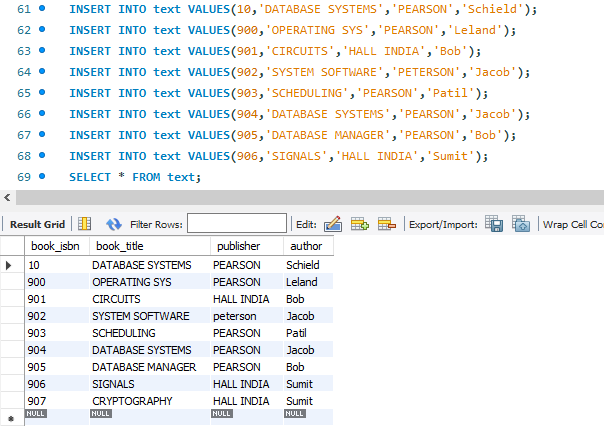 61 INSERT INTO text VALUES(10,'DATABASE SYSTEMS','PEARSON','Schield');
62 INSERT INTO text VALUES(900,'OPERATING SYS','PEARSON','Leland');
63 INSERT INTO text VALUES(901,'CIRCUITS','HALL INDIA','Bob');
64 INSERT INTO text VALUES(902,'SYSTEM SOFTWARE','PETERSON','Jacob');
65 INSERT INTO text VALUES(903,'SCHEDULING','PEARSON','Patil');
66 INSERT INTO text VALUES(904,'DATABASE SYSTEMS','PEARSON','Jacob');
67 INSERT INTO text VALUES(905,'DATABASE MANAGER','PEARSON','Bob');
68 INSERT INTO text VALUES(906,'SIGNALS','HALL INDIA','Sumit');
69 SELECT * FROM text;
Result Grid Filter Rows: Edit: Export/Import: Wrap Cell Co
book_isbn book_title publisher author
10 DATABASE SYSTEMS PEARSON Schield
900 OPERATING SYS PEARSON Leland
901 CIRCUITS HALL INDIA Bob
902 SYSTEM SOFTWARE peterson Jacob
903 SCHEDULING PEARSON Patil
904 DATABASE SYSTEMS PEARSON Jacob
905 DATABASE MANAGER PEARSON Bob
906 SIGNALS HALL INDIA Sumit
907 CRYPTOGRAPHY HALL INDIA Sumit
NULL NULL NULL NULL